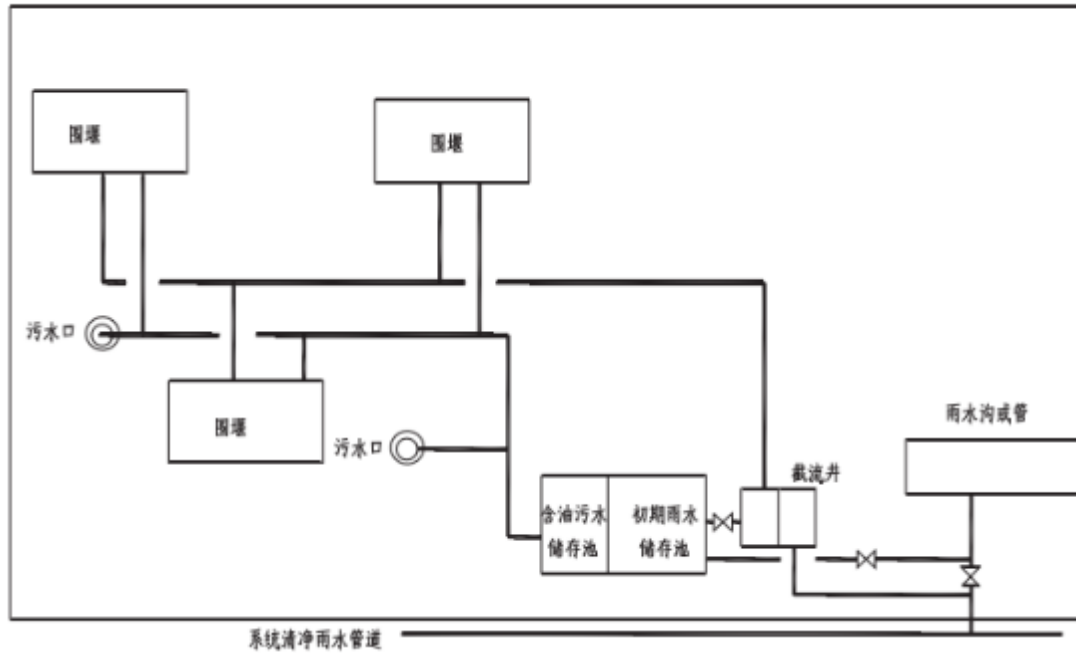 围堰
围堰
污水口
围堰
污水口
雨水沟或管
截流井
含油污水
储存池
初期雨水
储存池
系统清净雨水管道